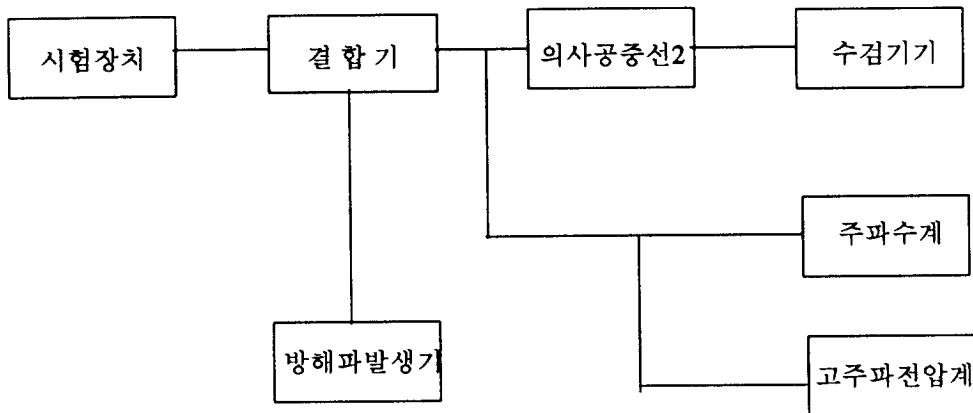 시험장치
결 합 기
의사공중선2
수검기기
주파수계
방해파발생기
고주파전압계